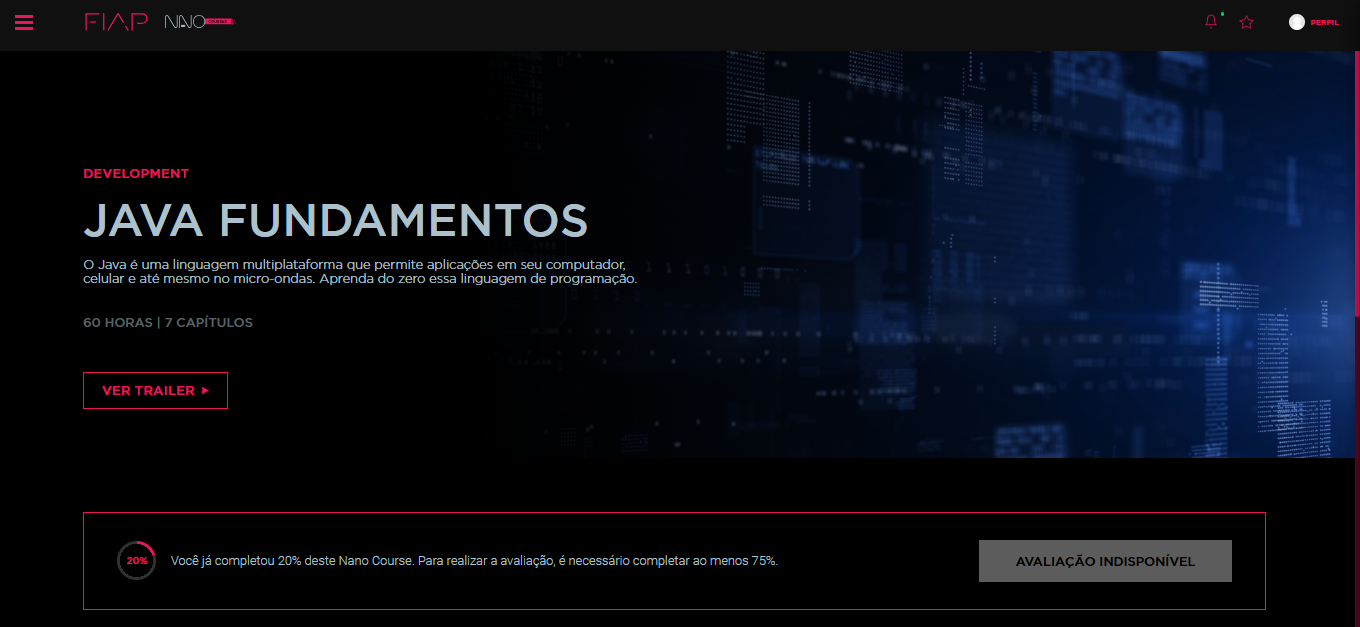 FIAP NANO COURSES
PERFIL
DEVELOPMENT
JAVA FUNDAMENTOS
O Java é uma linguagem multiplataforma que permite aplicações em seu computador,
celular e até mesmo no micro-ondas. Aprenda do zero essa linguagem de programação.
60 HORAS | 7 CAPÍTULOS
VER TRAILER
20%
Você já completou 20% deste Nano Course. Para realizar a avaliação, é necessário completar ao menos 75%.
AVALIAÇÃO INDISPONÍVEL